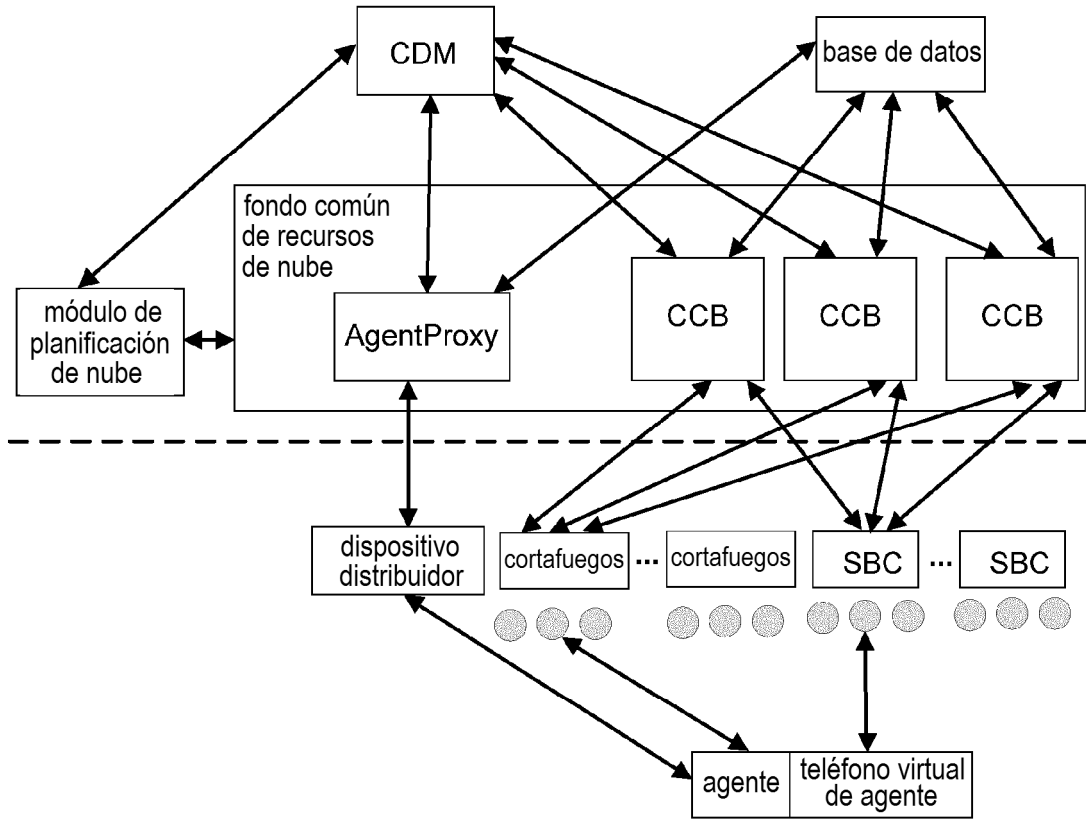 CDM
base de datos
fondo común
de recursos
de nube
módulo de
planificación
de nube
AgentProxy
CCB
CCB
CCB
dispositivo
distribuidor
cortafuegos
...
cortafuegos
SBC
...
SBC
agente
teléfono virtual
de agente